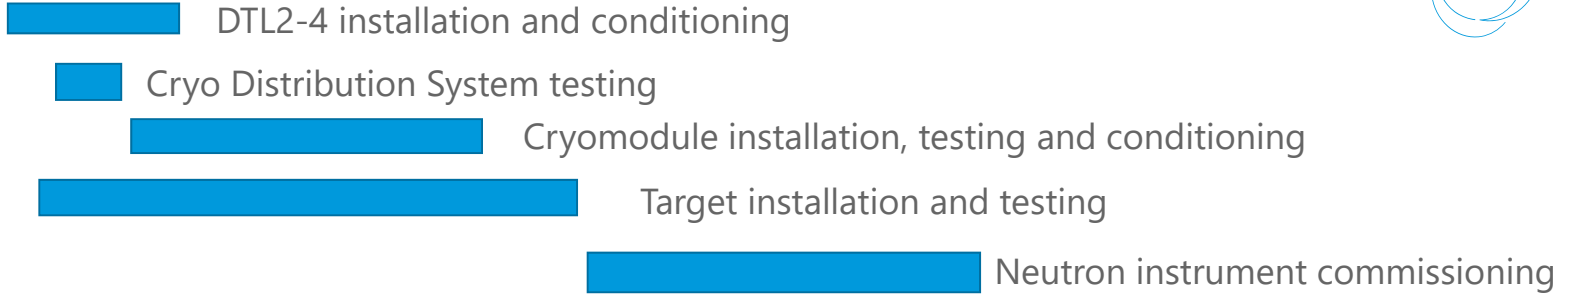 DTL2-4 installation and conditioning
Cryo Distribution System testing
Cryomodule installation, testing and conditioning
Target installation and testing
Neutron instrument commissioning